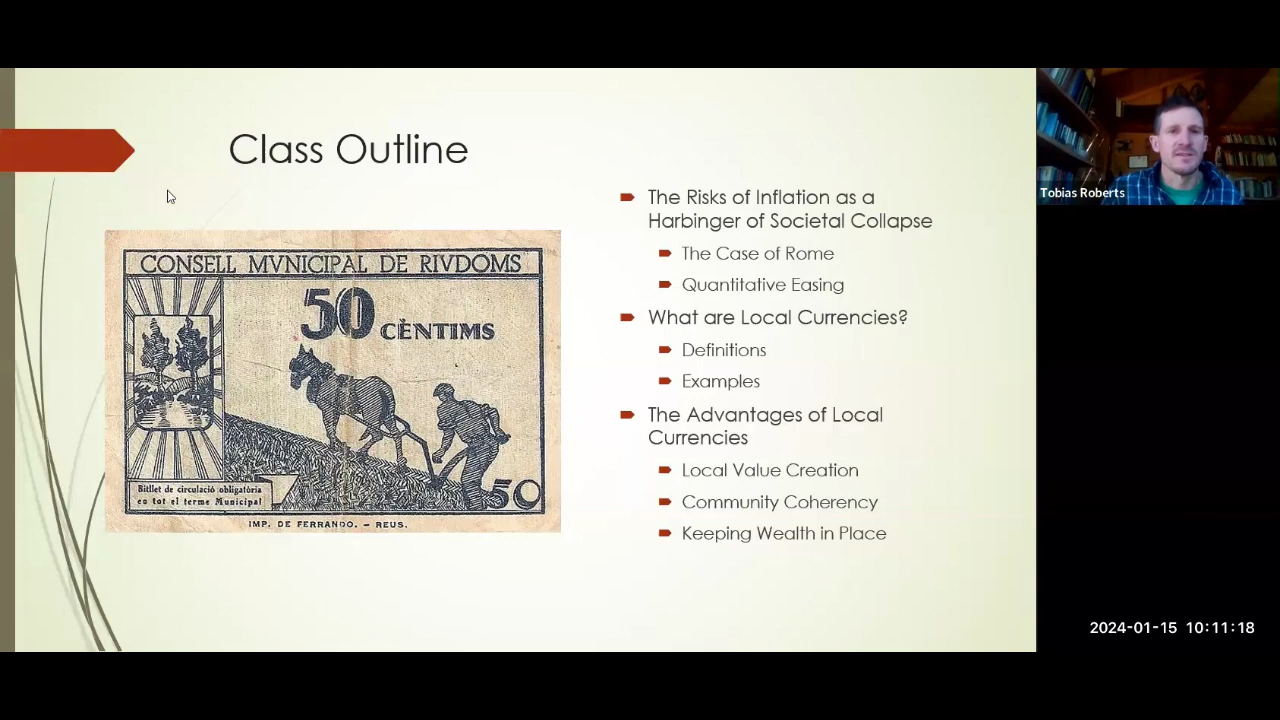 Class Outline
CONSELL MVNICIPAL DE RIVDOMS
50 CÈNTIMS
Bitllet de circulació obligatòria
en tot el terme Municipal
50
IMP. DE FERRANDO. - REUS.
The Risks of Inflation as a
Harbinger of Societal Collapse
The Case of Rome
Quantitative Easing
What are Local Currencies?
Definitions
Examples
The Advantages of Local
Currencies
Local Value Creation
Community Coherency
Keeping Wealth in Place
Tobias Roberts
2024-01-15 10:11:18